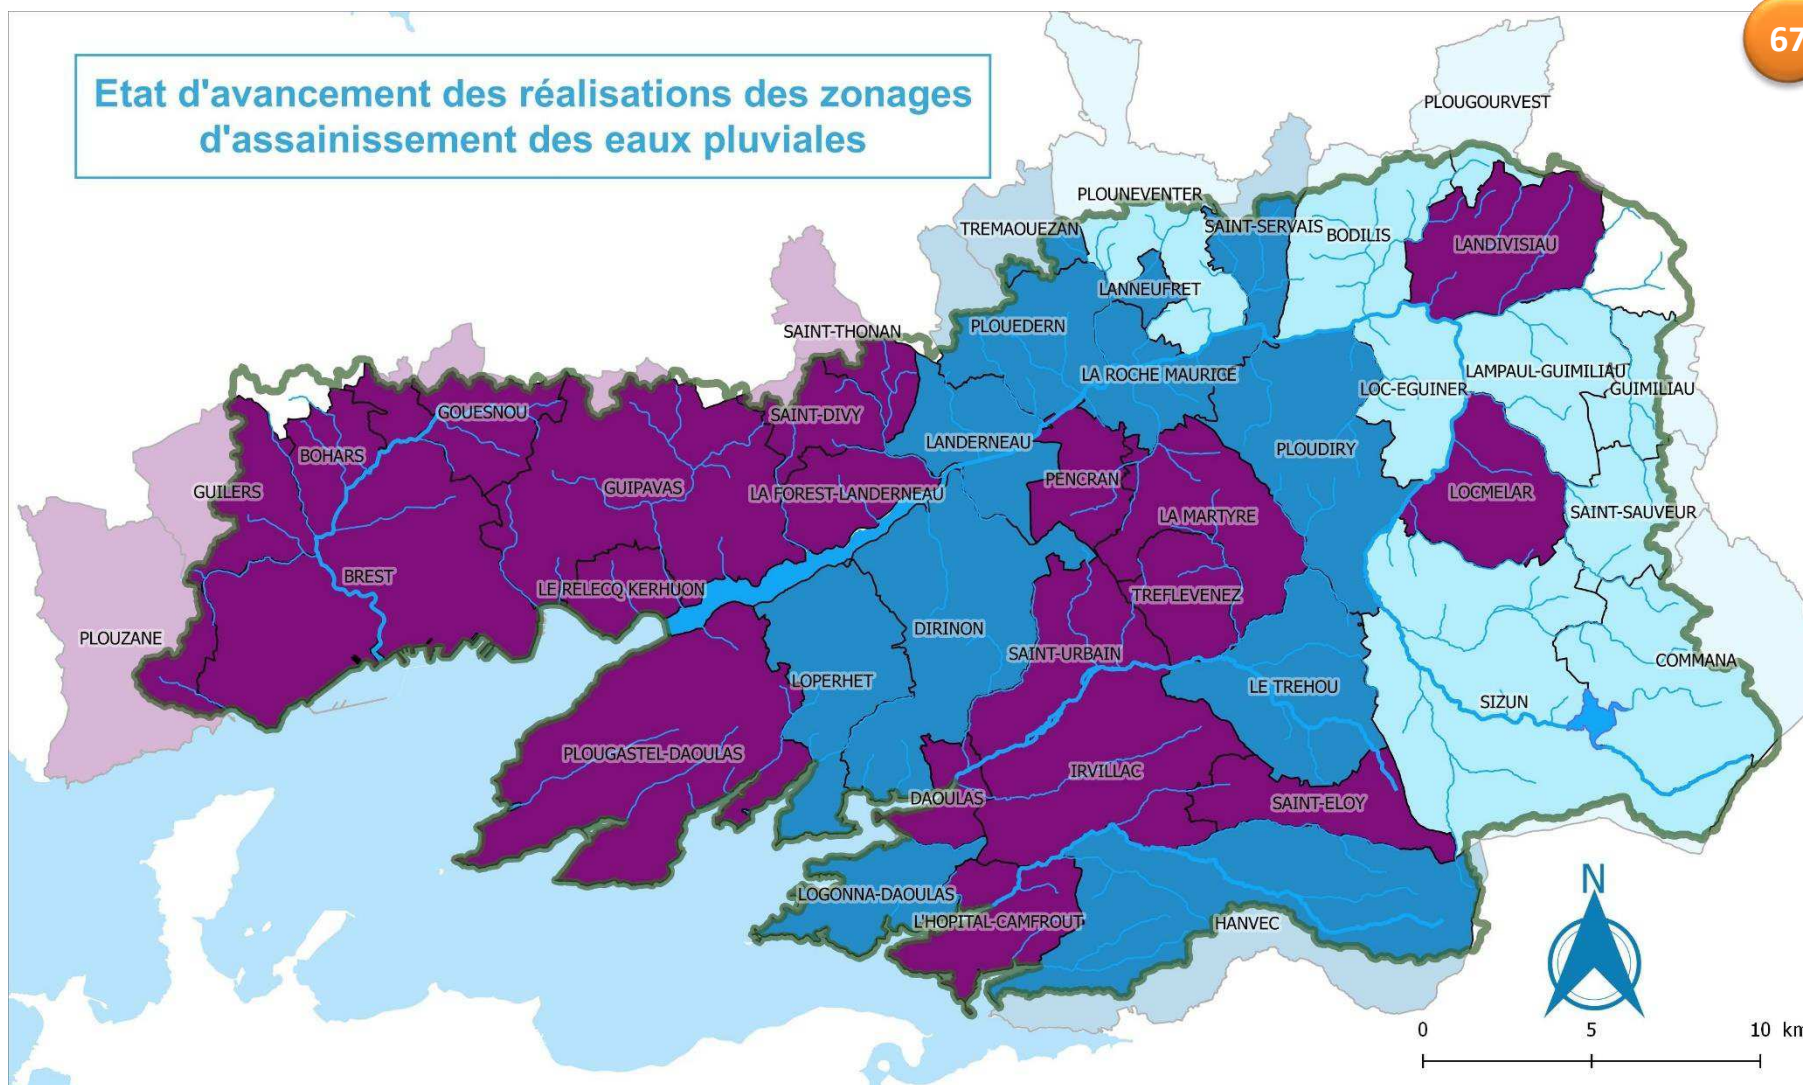 67
Etat d'avancement des réalisations des zonages
d'assainissement des eaux pluviales
PLOUGOURVEST
PLOUNEVENTER
TREMAOUEZAN
SAINT-SERVAIS
BODILIS
LANDIVISIAU
LANNEUFRET
SAINT-THONAN
PLOUEDERN
LA ROCHE MAURICE
LAMPAUL-GUIMILIAU
LOC-EGUINER
GUIMILIAU
GOUESNOU
SAINT-DIVY
LANDERNEAU
PLOUDIRY
BOHARS
PENCRAN
GUILERS
GUIPAVAS
LA FOREST-LANDERNEAU
LOCMELAR
SAINT-SAUVEUR
LA MARTYRE
BREST
LE RELECQ KERHUON
TREFLEVENEZ
PLOUZANE
DIRINON
SAINT-URBAIN
COMMANA
LOPERHET
LE TREHOU
SIZUN
PLOUGASTEL-DAOULAS
IRVILLAC
DAOULAS
SAINT-ELOY
LOGONNA-DAOULAS
L'HOPITAL-CAMFROUT
HANVEC
N
0 5 10 km